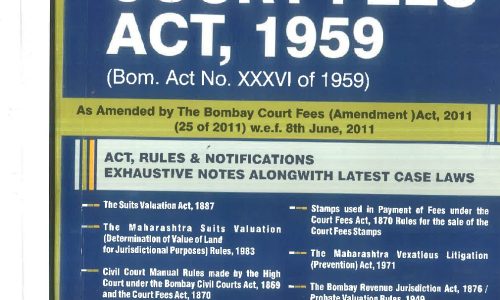 COURT FEES
ACT, 1959
(Bom. Act No. XXXVI of 1959)
As Amended by The Bombay Court Fees (Amendment )Act, 2011
(25 of 2011) w.e.f. 8th June, 2011
ACT, RULES & NOTIFICATIONS
EXHAUSTIVE NOTES ALONGWITH LATEST CASE LAWS
The Suits Valuation Act, 1887
The Maharashtra Suits Valuation
(Determination of Value of Land
for Jurisdictional Purposes) Rules, 1983
Civil Court Manual Rules made by the High
Court under the Bombay Civil Courts Act, 1869
and the Court Fees Act, 1870
Stamps used in Payment of Fees under the
Court Fees Act, 1870 Rules for the sale of
the Court Fees Stamps
The Maharashtra Vexatious Litigation
(Prevention) Act, 1971
The Bombay Revenue Jurisdiction Act, 1876 /
Probate Valuation Rules, 1949